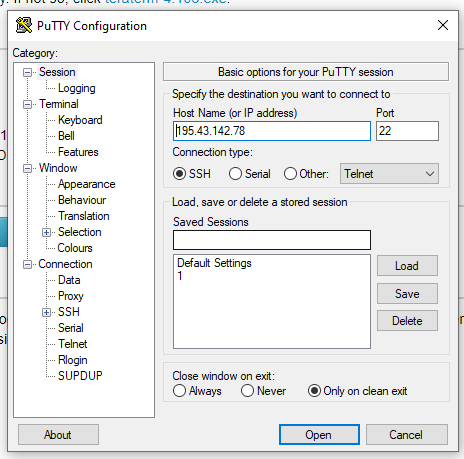 . If not so, click teraterm-4.106.exe.
PuTTY Configuration
Category:
Session
Logging
Terminal
Keyboard
Bell
Features
Window
Appearance
Behaviour
Translation
Selection
Colours
Connection
Data
Proxy
SSH
Serial
Telnet
Rlogin
SUPDUP
Basic options for your PuTTY session
Specify the destination you want to connect to
Host Name (or IP address) Port
195.43.142.78 22
Connection type:
SSH Serial Other: Telnet
Load, save or delete a stored session
Saved Sessions
Default Settings
1
Load
Save
Delete
Close window on exit:
Always Never Only on clean exit
About Open Cancel